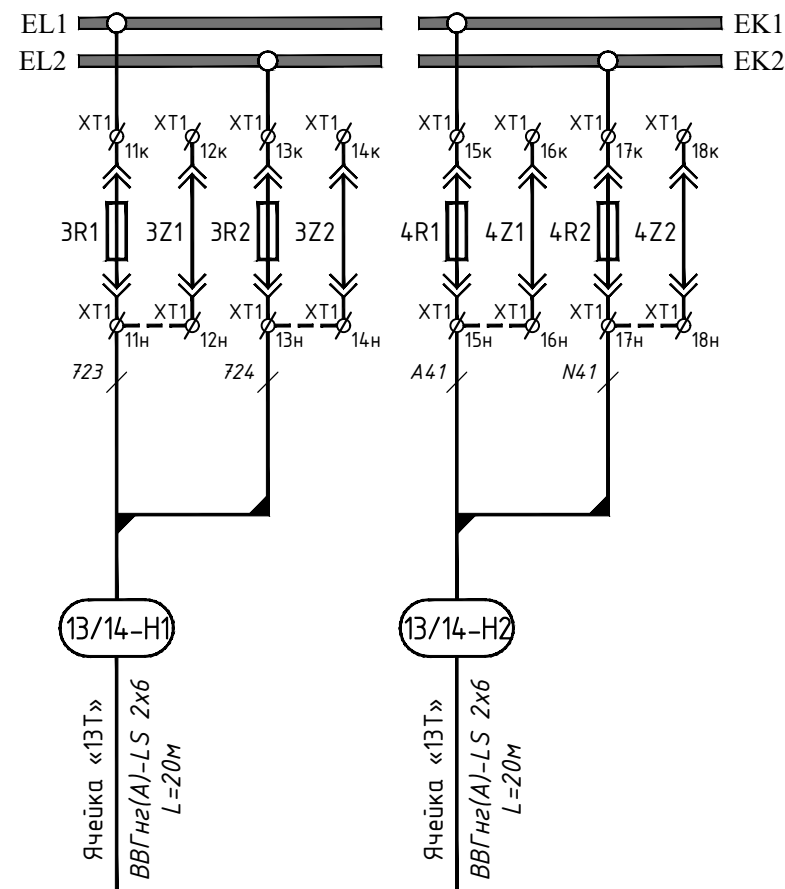 EL1 EK1
EL2 EK2
XT1 XT1 XT1 XT1 XT1 XT1 XT1 XT1
11к 12к 13к 14к 15к 16к 17к 18к
3R1 3Z1 3R2 3Z2 4R1 4Z1 4R2 4Z2
XT1 XT1 XT1 XT1 XT1 XT1 XT1 XT1
11н 12н 13н 14н 15н 16н 17н 18н
723 724 A41 N41
13/14-Н1 13/14-Н2
Ячейка «13Т»
ВВГнг(А)-LS 2x6
L=20м
Ячейка «13Т»
ВВГнг(А)-LS 2x6
L=20м